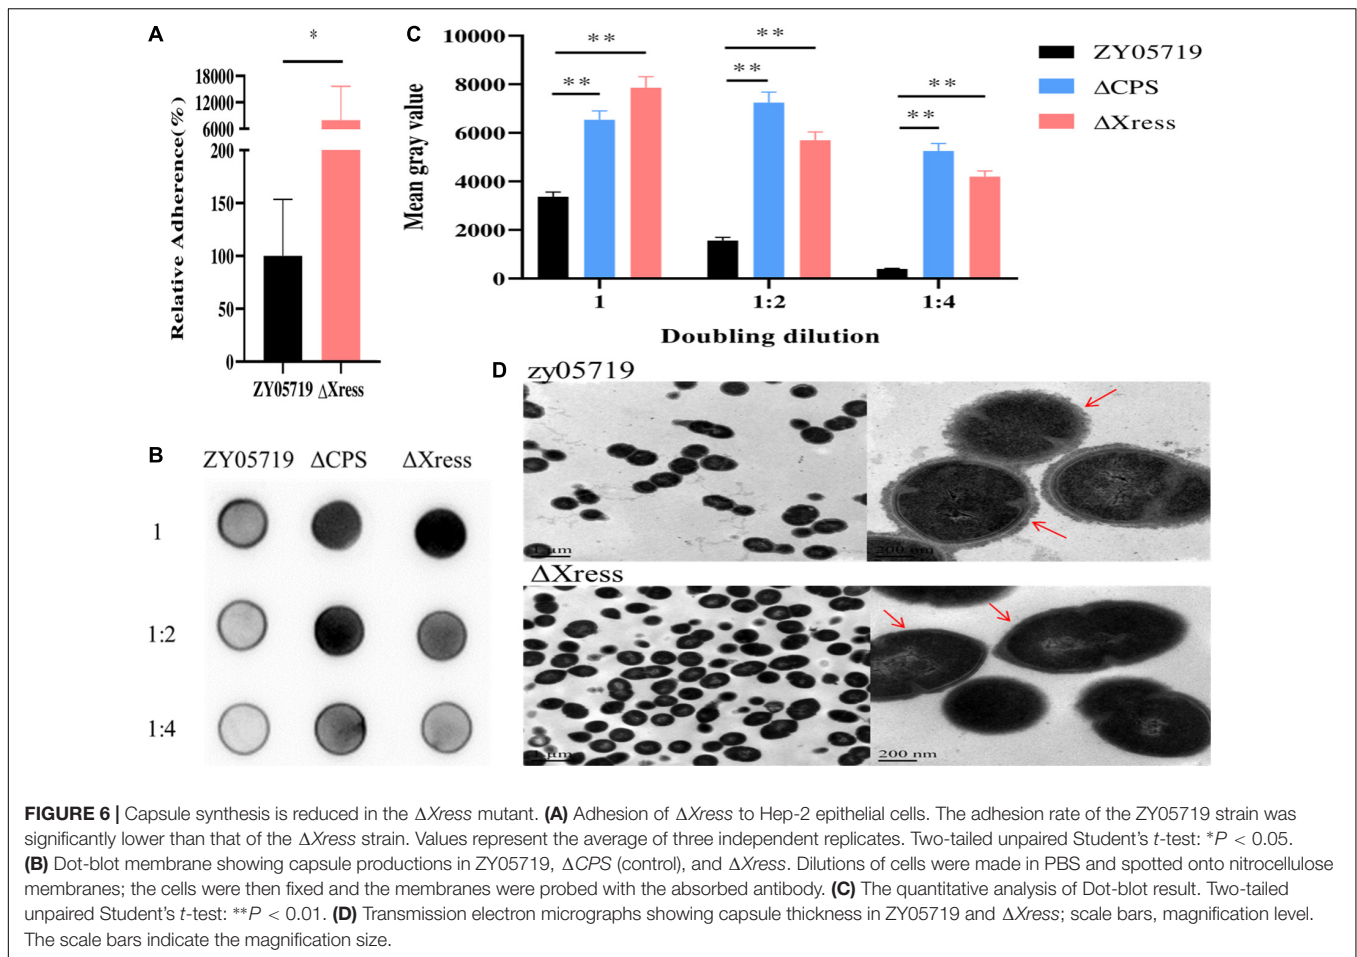 A
*
Relative Adherence(%)
18000
12000
6000
200
150
100
50
0
ZY05719 ΔXress
C
Mean gray value
10000
8000
6000
4000
2000
0
** ** ** ** ** **
1 1:2 1:4
Doubling dilution
ZY05719
ΔCPS
ΔXress
B
ZY05719 ΔCPS ΔXress
1
1:2
1:4
D
zy05719
1 μm
200 nm
ΔXress
1 μm
200 nm
FIGURE 6 | Capsule synthesis is reduced in the ΔXress mutant. (A) Adhesion of ΔXress to Hep-2 epithelial cells. The adhesion rate of the ZY05719 strain was
significantly lower than that of the ΔXress strain. Values represent the average of three independent replicates. Two-tailed unpaired Student's t-test: *P < 0.05.
(B) Dot-blot membrane showing capsule productions in ZY05719, ΔCPS (control), and ΔXress. Dilutions of cells were made in PBS and spotted onto nitrocellulose
membranes; the cells were then fixed and the membranes were probed with the absorbed antibody. (C) The quantitative analysis of Dot-blot result. Two-tailed
unpaired Student's t-test: **P < 0.01. (D) Transmission electron micrographs showing capsule thickness in ZY05719 and ΔXress; scale bars, magnification level.
The scale bars indicate the magnification size.